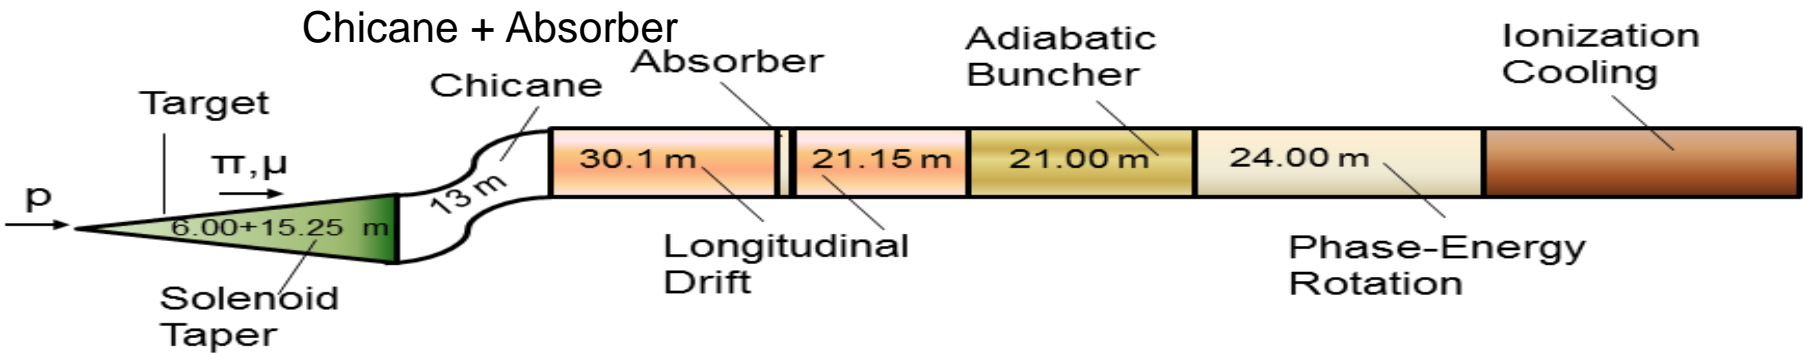 Chicane + Absorber
Target
Chicane
Absorber
Adiabatic
Buncher
Ionization
Cooling
π,μ
p
6.00+15.25 m
13 m
30.1 m
21.15 m
21.00 m
24.00 m
Solenoid
Taper
Longitudinal
Drift
Phase-Energy
Rotation